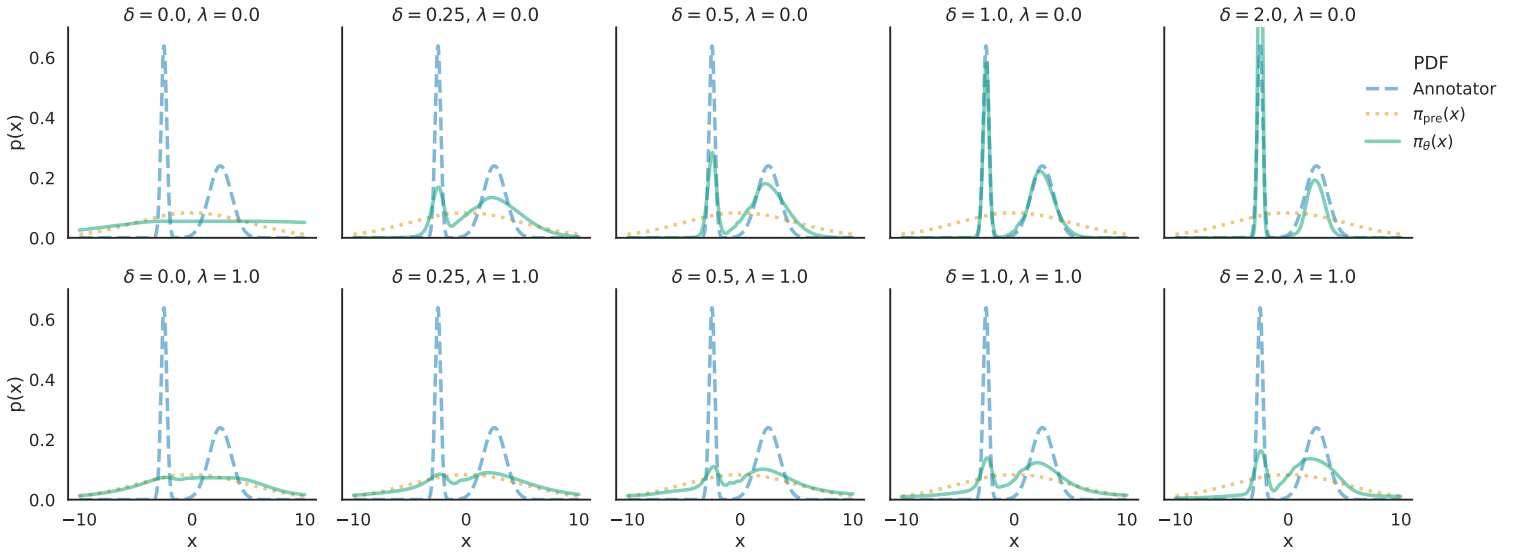 δ = 0.0, λ = 0.0
δ = 0.25, λ = 0.0
δ = 0.5, λ = 0.0
δ = 1.0, λ = 0.0
δ = 2.0, λ = 0.0
p(x)
0.6
0.4
0.2
0.0
PDF
Annotator
π_pre(x)
π_θ(x)
δ = 0.0, λ = 1.0
δ = 0.25, λ = 1.0
δ = 0.5, λ = 1.0
δ = 1.0, λ = 1.0
δ = 2.0, λ = 1.0
p(x)
0.6
0.4
0.2
0.0
−10 0 10
−10 0 10
−10 0 10
−10 0 10
−10 0 10
x
x
x
x
x